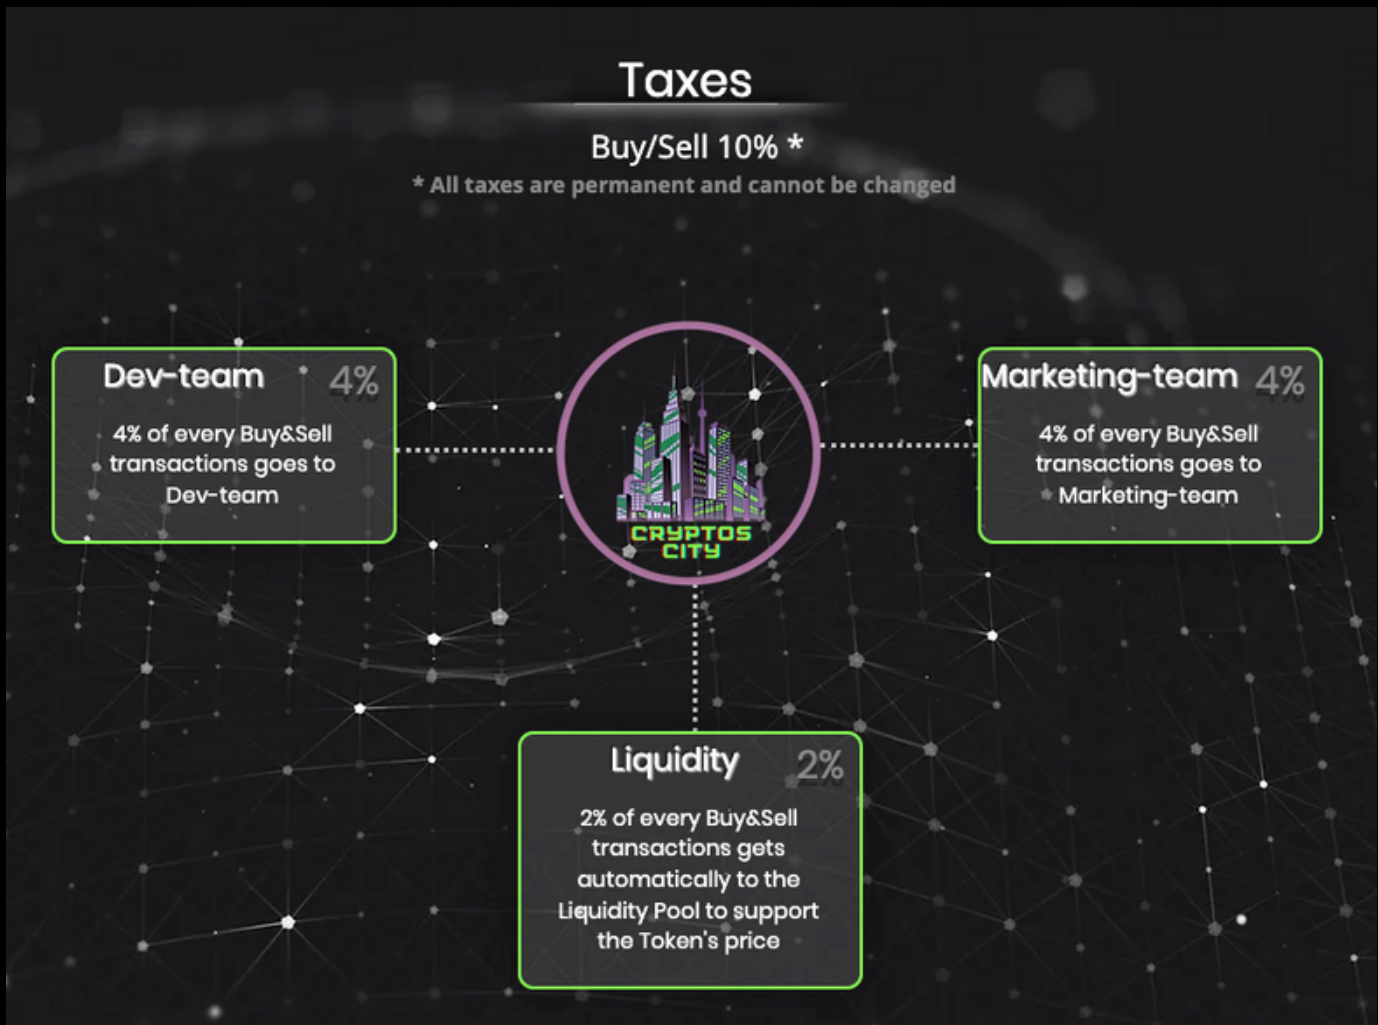 Taxes
Buy/Sell 10% *
* All taxes are permanent and cannot be changed
Dev-team 4%
4% of every Buy&Sell
transactions goes to
Dev-team
CRYPTOS
CITY
Marketing-team 4%
4% of every Buy&Sell
transactions goes to
Marketing-team
Liquidity 2%
2% of every Buy&Sell
transactions gets
automatically to the
Liquidity Pool to support
the Token's price